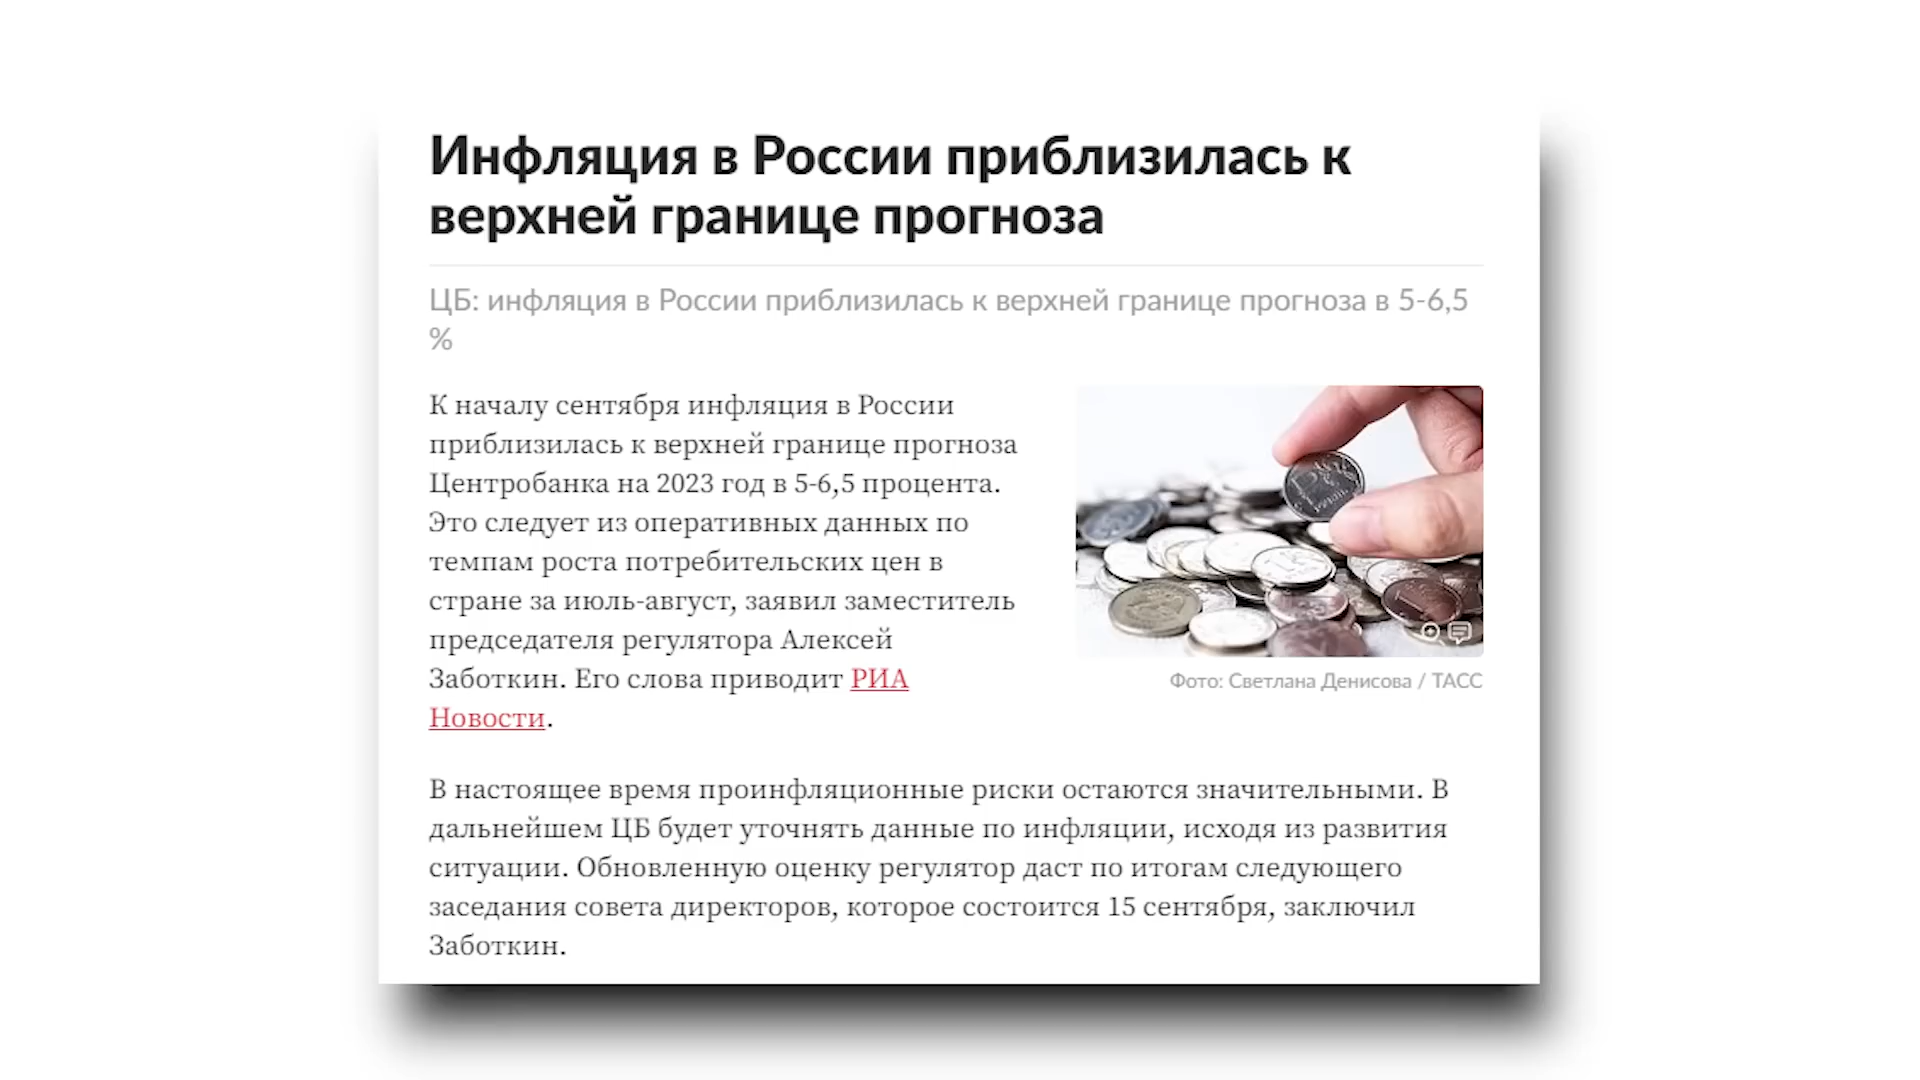 Инфляция в России приблизилась к
верхней границе прогноза
ЦБ: инфляция в России приблизилась к верхней границе прогноза в 5-6,5
%
К началу сентября инфляция в России
приблизилась к верхней границе прогноза
Центробанка на 2023 год в 5-6,5 процента.
Это следует из оперативных данных по
темпам роста потребительских цен в
стране за июль-август, заявил заместитель
председателя регулятора Алексей
Заботкин. Его слова приводит РИА
Новости.
Фото: Светлана Денисова / ТАСС
В настоящее время проинфляционные риски остаются значительными. В
дальнейшем ЦБ будет уточнять данные по инфляции, исходя из развития
ситуации. Обновленную оценку регулятор даст по итогам следующего
заседания совета директоров, которое состоится 15 сентября, заключил
Заботкин.